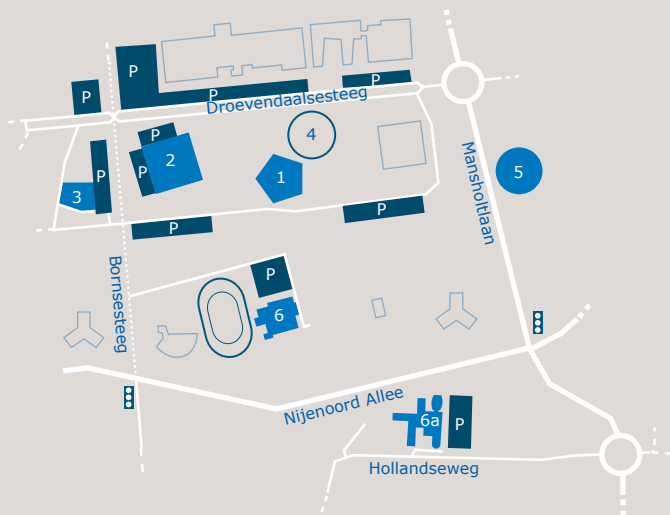 P
P
P
P
Droevendaalsesteeg
P
4
2
P
P
1
5
3
Mansholtlaan
P
P
Bornsesteeg
P
6
Nijenoord Allee
6a
P
Hollandseweg